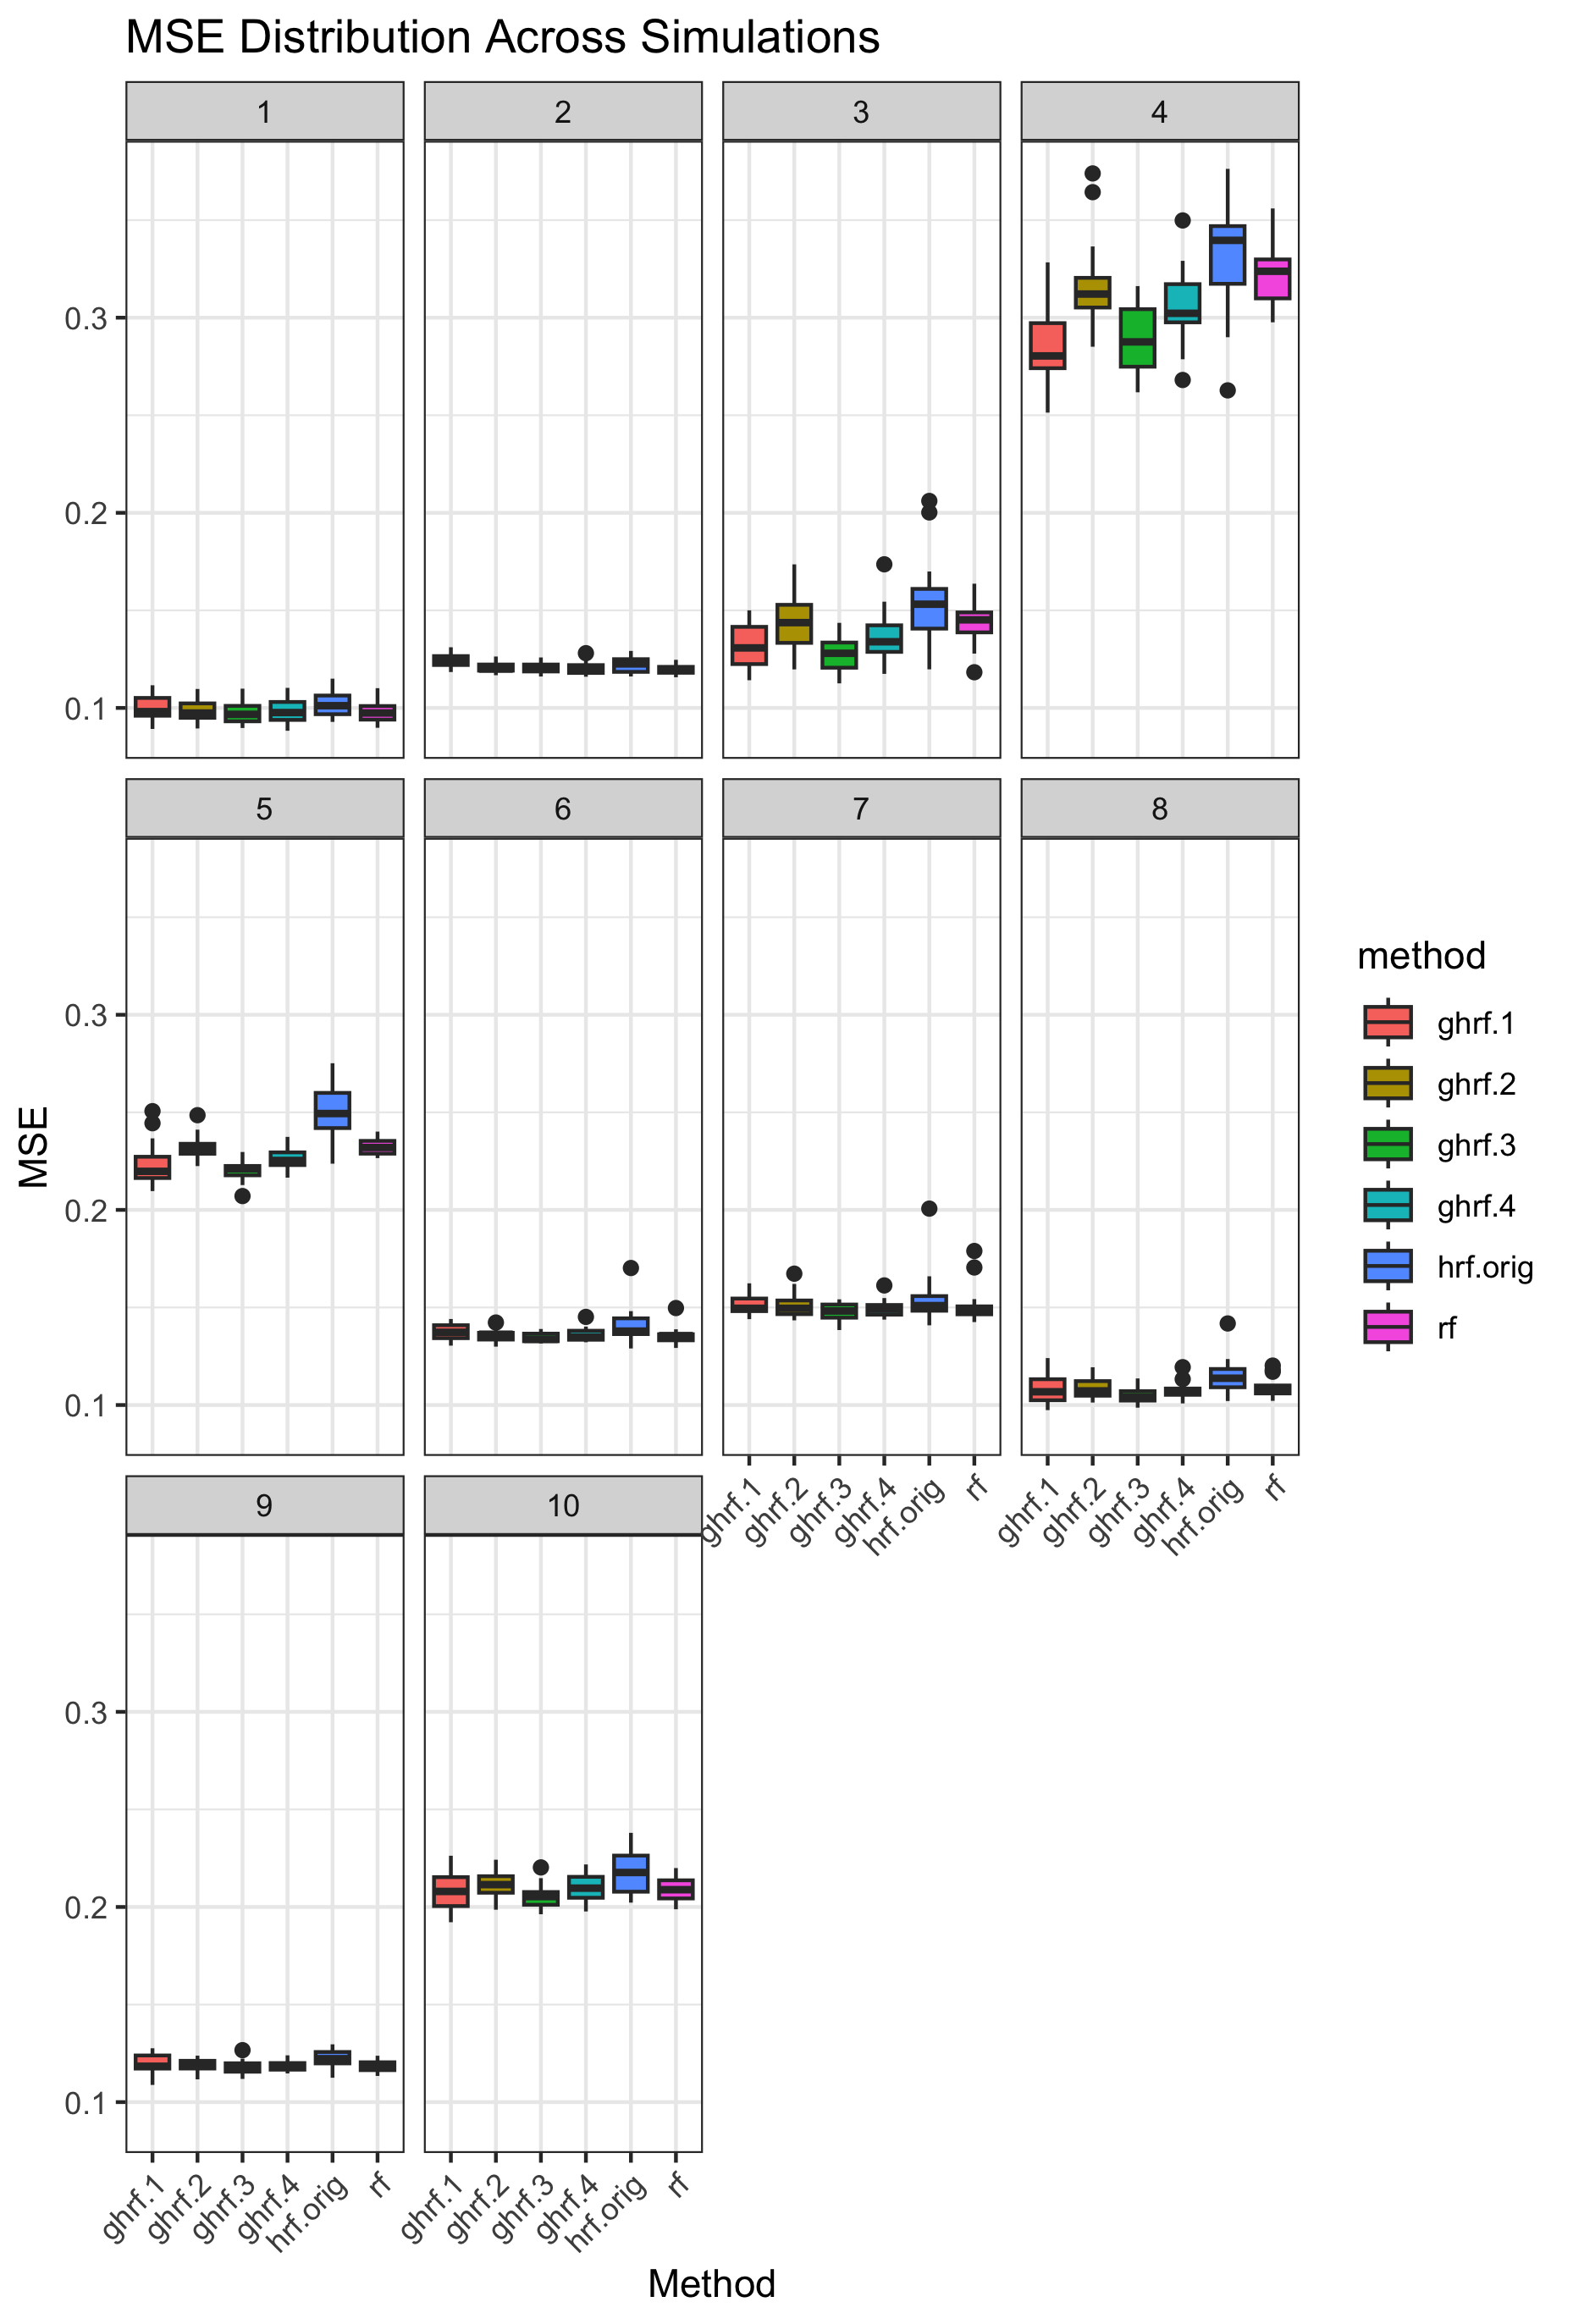 MSE Distribution Across Simulations
1 2 3 4
0.3
0.2
0.1
5 6 7 8
0.3
0.2
0.1
ghrf.1 ghrf.2 ghrf.3 ghrf.4 hrf.orig rf ghrf.1 ghrf.2 ghrf.3 ghrf.4 hrf.orig rf
9 10
0.3
0.2
0.1
ghrf.1 ghrf.2 ghrf.3 ghrf.4 hrf.orig rf ghrf.1 ghrf.2 ghrf.3 ghrf.4 hrf.orig rf
MSE
Method
method
ghrf.1
ghrf.2
ghrf.3
ghrf.4
hrf.orig
rf